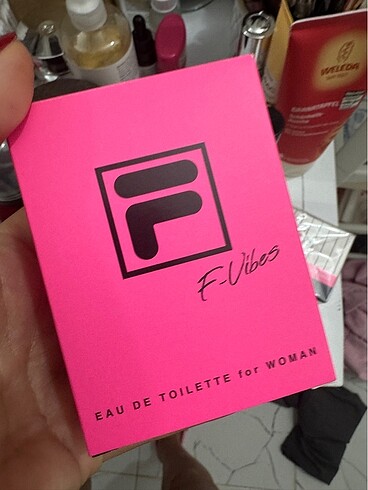 WELEDA
F
F-Vibes
EAU DE TOILETTE for WOMAN